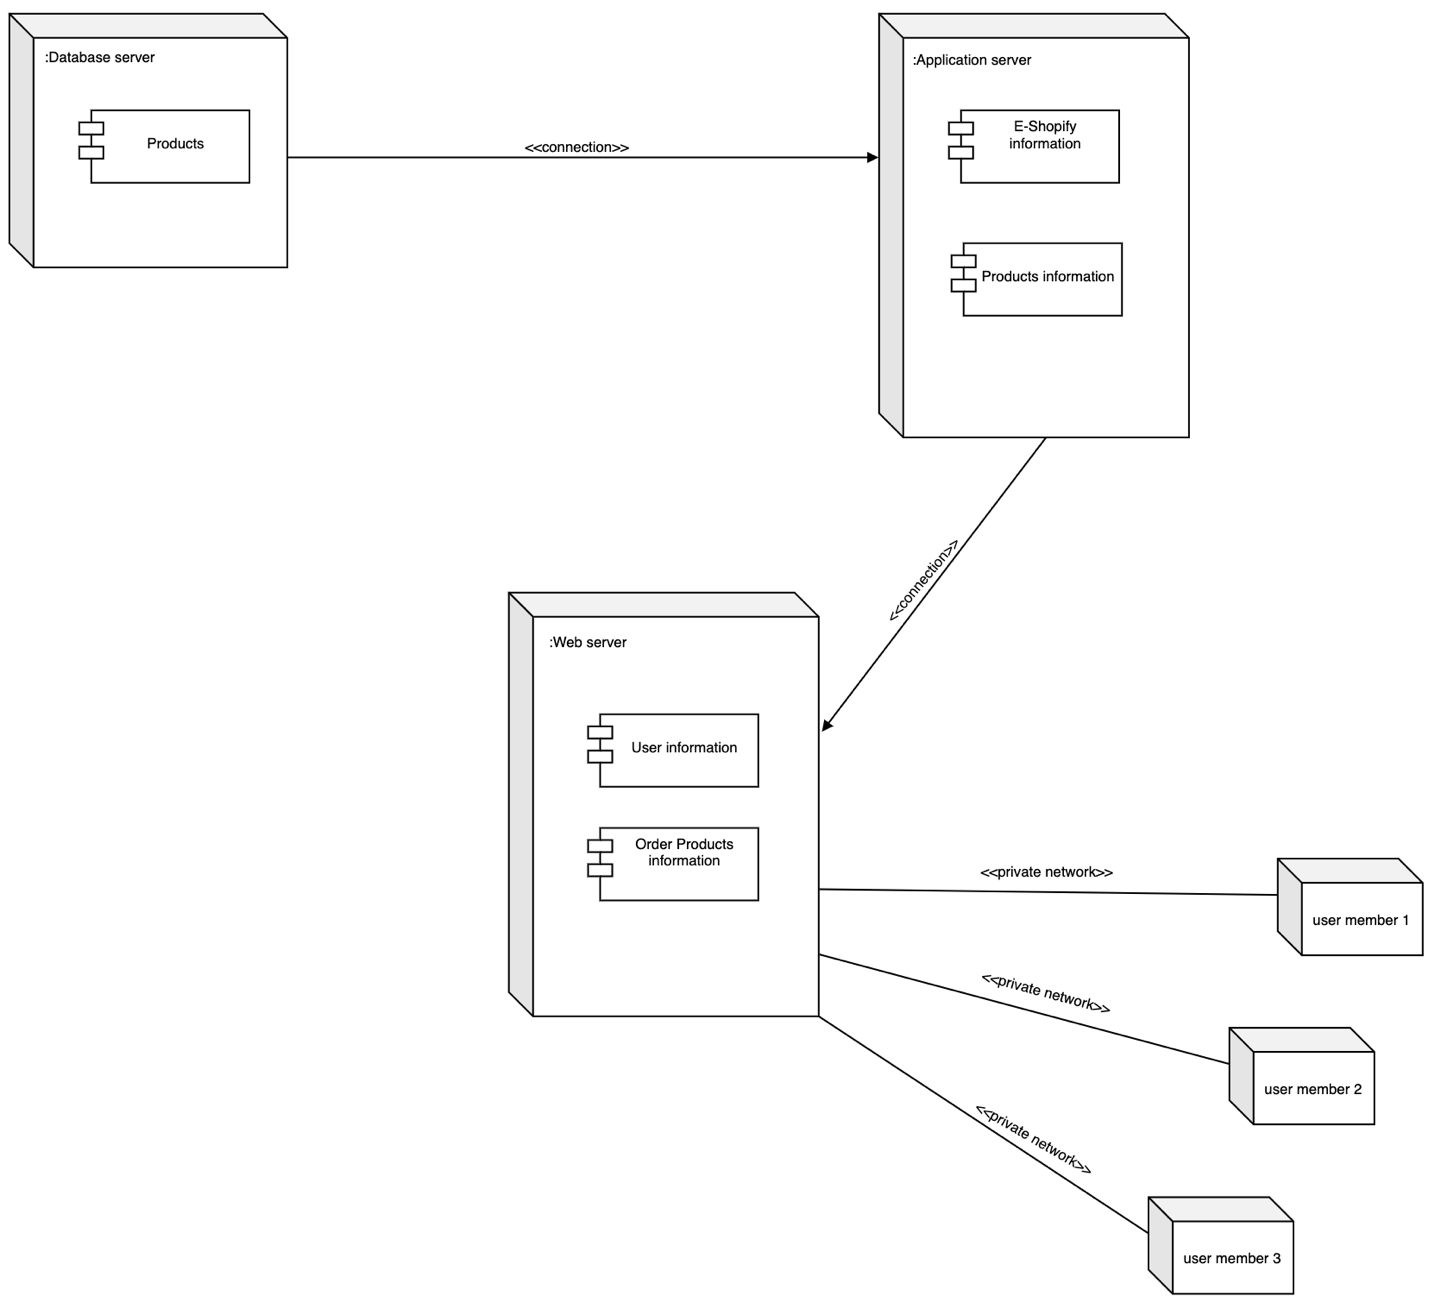 :Database server
Products
<<connection>>
:Application server
E-Shopify
information
Products information
<<connection>>
:Web server
User information
Order Products
information
<<private network>>
user member 1
<<private network>>
user member 2
<<private network>>
user member 3